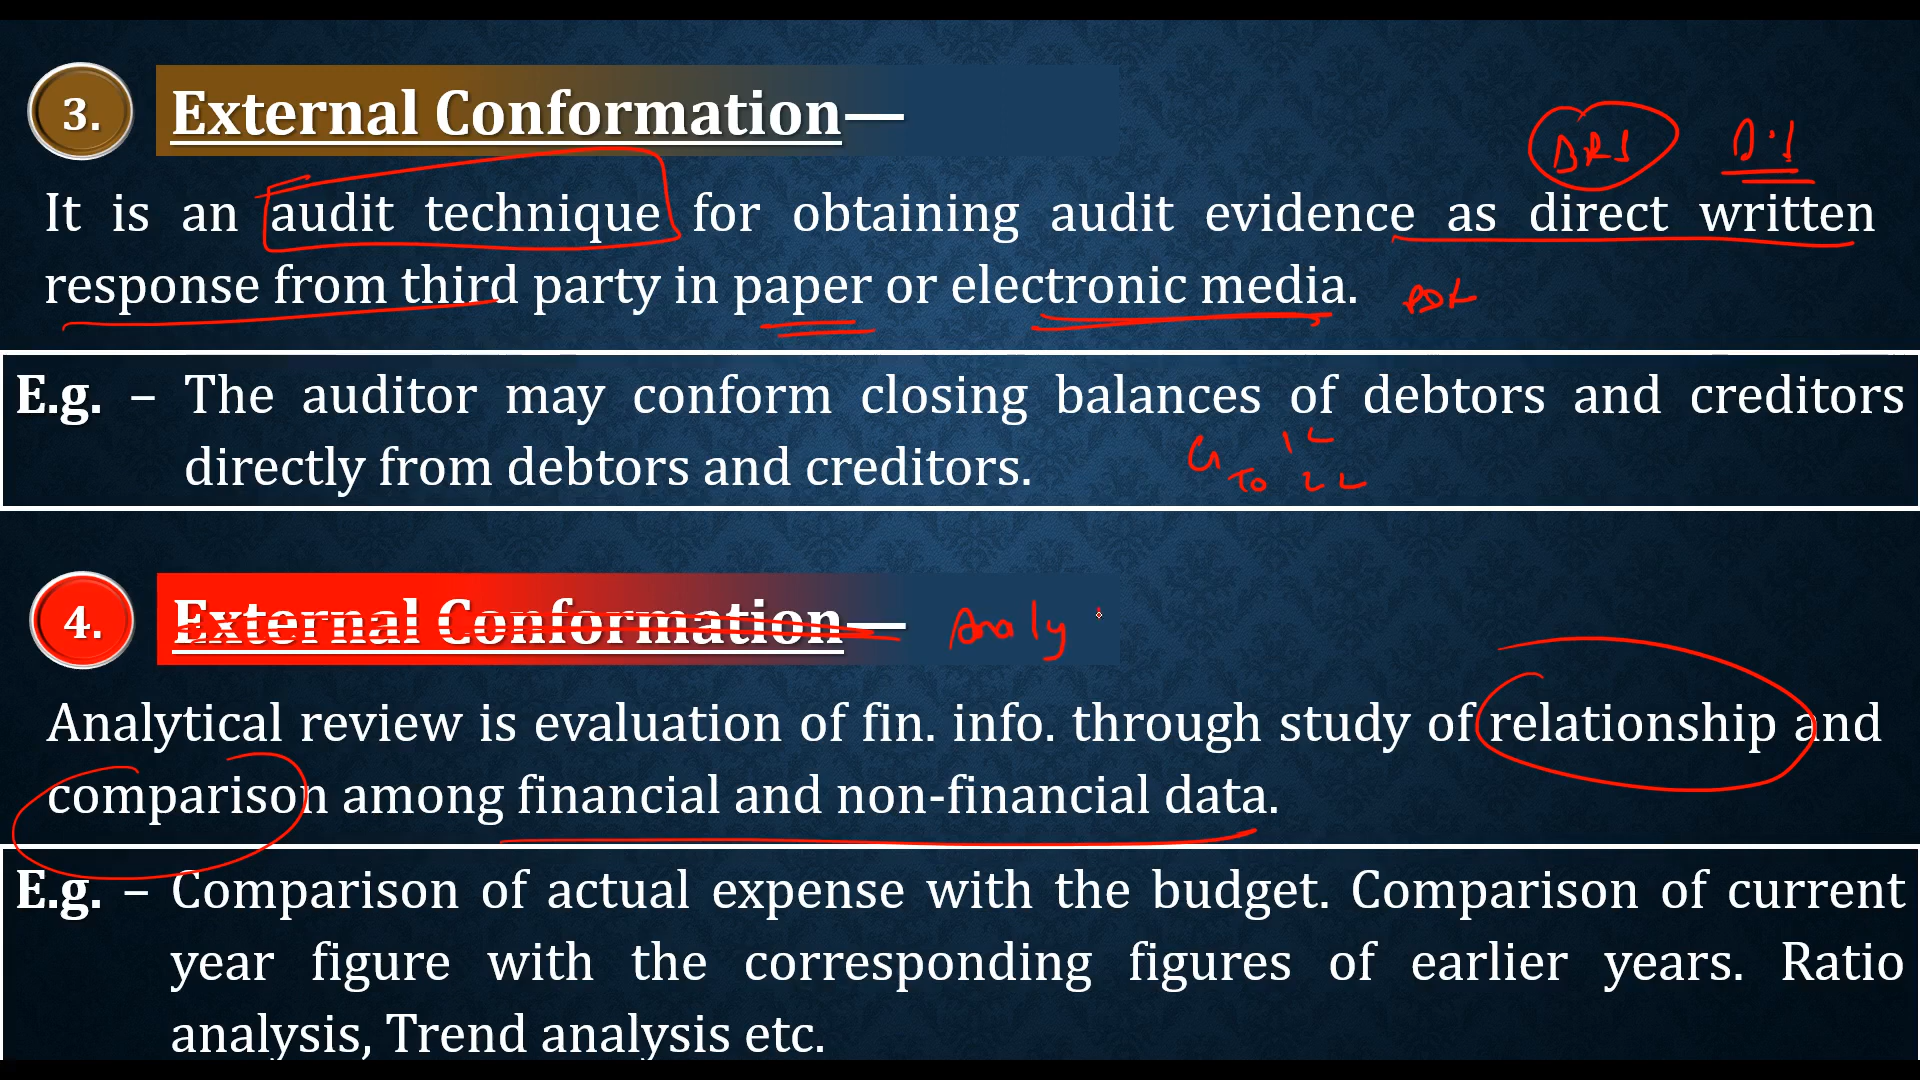 3. External Conformation—
It is an audit technique for obtaining audit evidence as direct written
response from third party in paper or electronic media.
E.g. – The auditor may conform closing balances of debtors and creditors
directly from debtors and creditors.
4. External Conformation— Analy
Analytical review is evaluation of fin. info. through study of relationship and
comparison among financial and non-financial data.
E.g. – Comparison of actual expense with the budget. Comparison of current
year figure with the corresponding figures of earlier years. Ratio
analysis, Trend analysis etc.